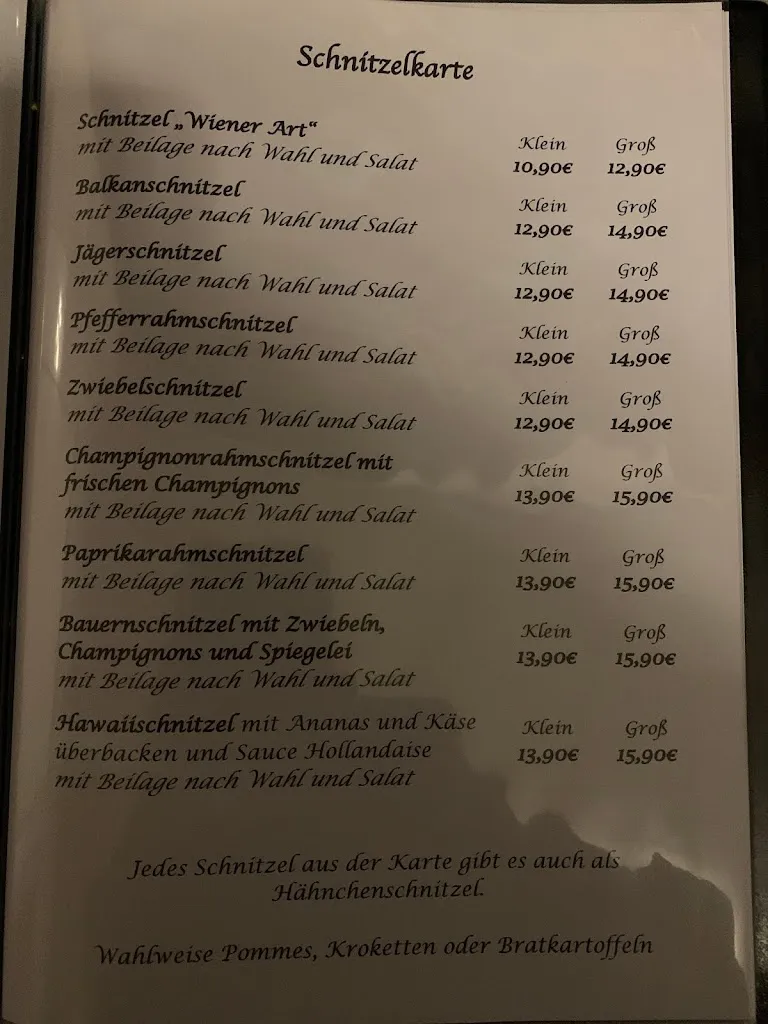 Schnitzelkarte
Schnitzel „Wiener Art“
mit Beilage nach Wahl und Salat
Klein Groß
10,90€ 12,90€
Balkanschnitzel
mit Beilage nach Wahl und Salat
Klein Groß
12,90€ 14,90€
Jägerschnitzel
mit Beilage nach Wahl und Salat
Klein Groß
12,90€ 14,90€
Pfefferrahmschnitzel
mit Beilage nach Wahl und Salat
Klein Groß
12,90€ 14,90€
Zwiebelschnitzel
mit Beilage nach Wahl und Salat
Klein Groß
12,90€ 14,90€
Champignonrahmschnitzel mit
frischen Champignons
mit Beilage nach Wahl und Salat
Klein Groß
13,90€ 15,90€
Paprikarahmschnitzel
mit Beilage nach Wahl und Salat
Klein Groß
13,90€ 15,90€
Bauernschnitzel mit Zwiebeln,
Champignons und Spiegelei
mit Beilage nach Wahl und Salat
Klein Groß
13,90€ 15,90€
Hawaiischnitzel mit Ananas und Käse
überbacken und Sauce Hollandaise
mit Beilage nach Wahl und Salat
Klein Groß
13,90€ 15,90€
Jedes Schnitzel aus der Karte gibt es auch als
Hähnchenschnitzel.
Wahlweise Pommes, Kroketten oder Bratkartoffeln